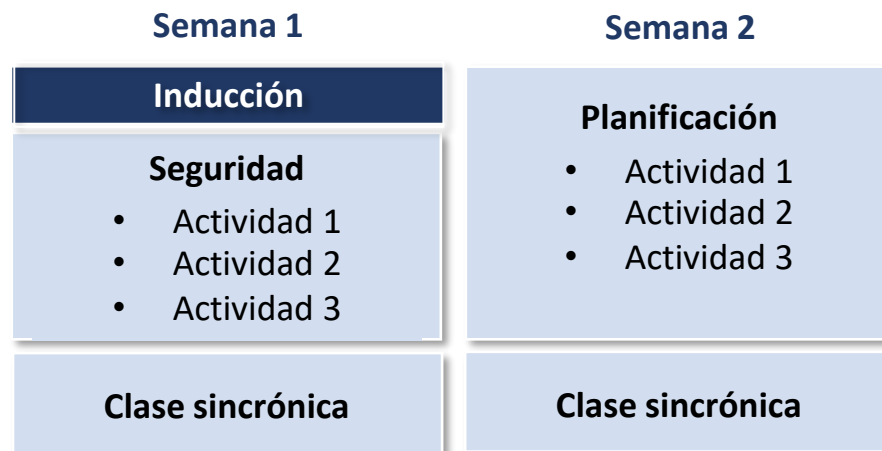 Semana 1
Inducción
Seguridad
• Actividad 1
• Actividad 2
• Actividad 3
Clase sincrónica
Semana 2
Planificación
• Actividad 1
• Actividad 2
• Actividad 3
Clase sincrónica